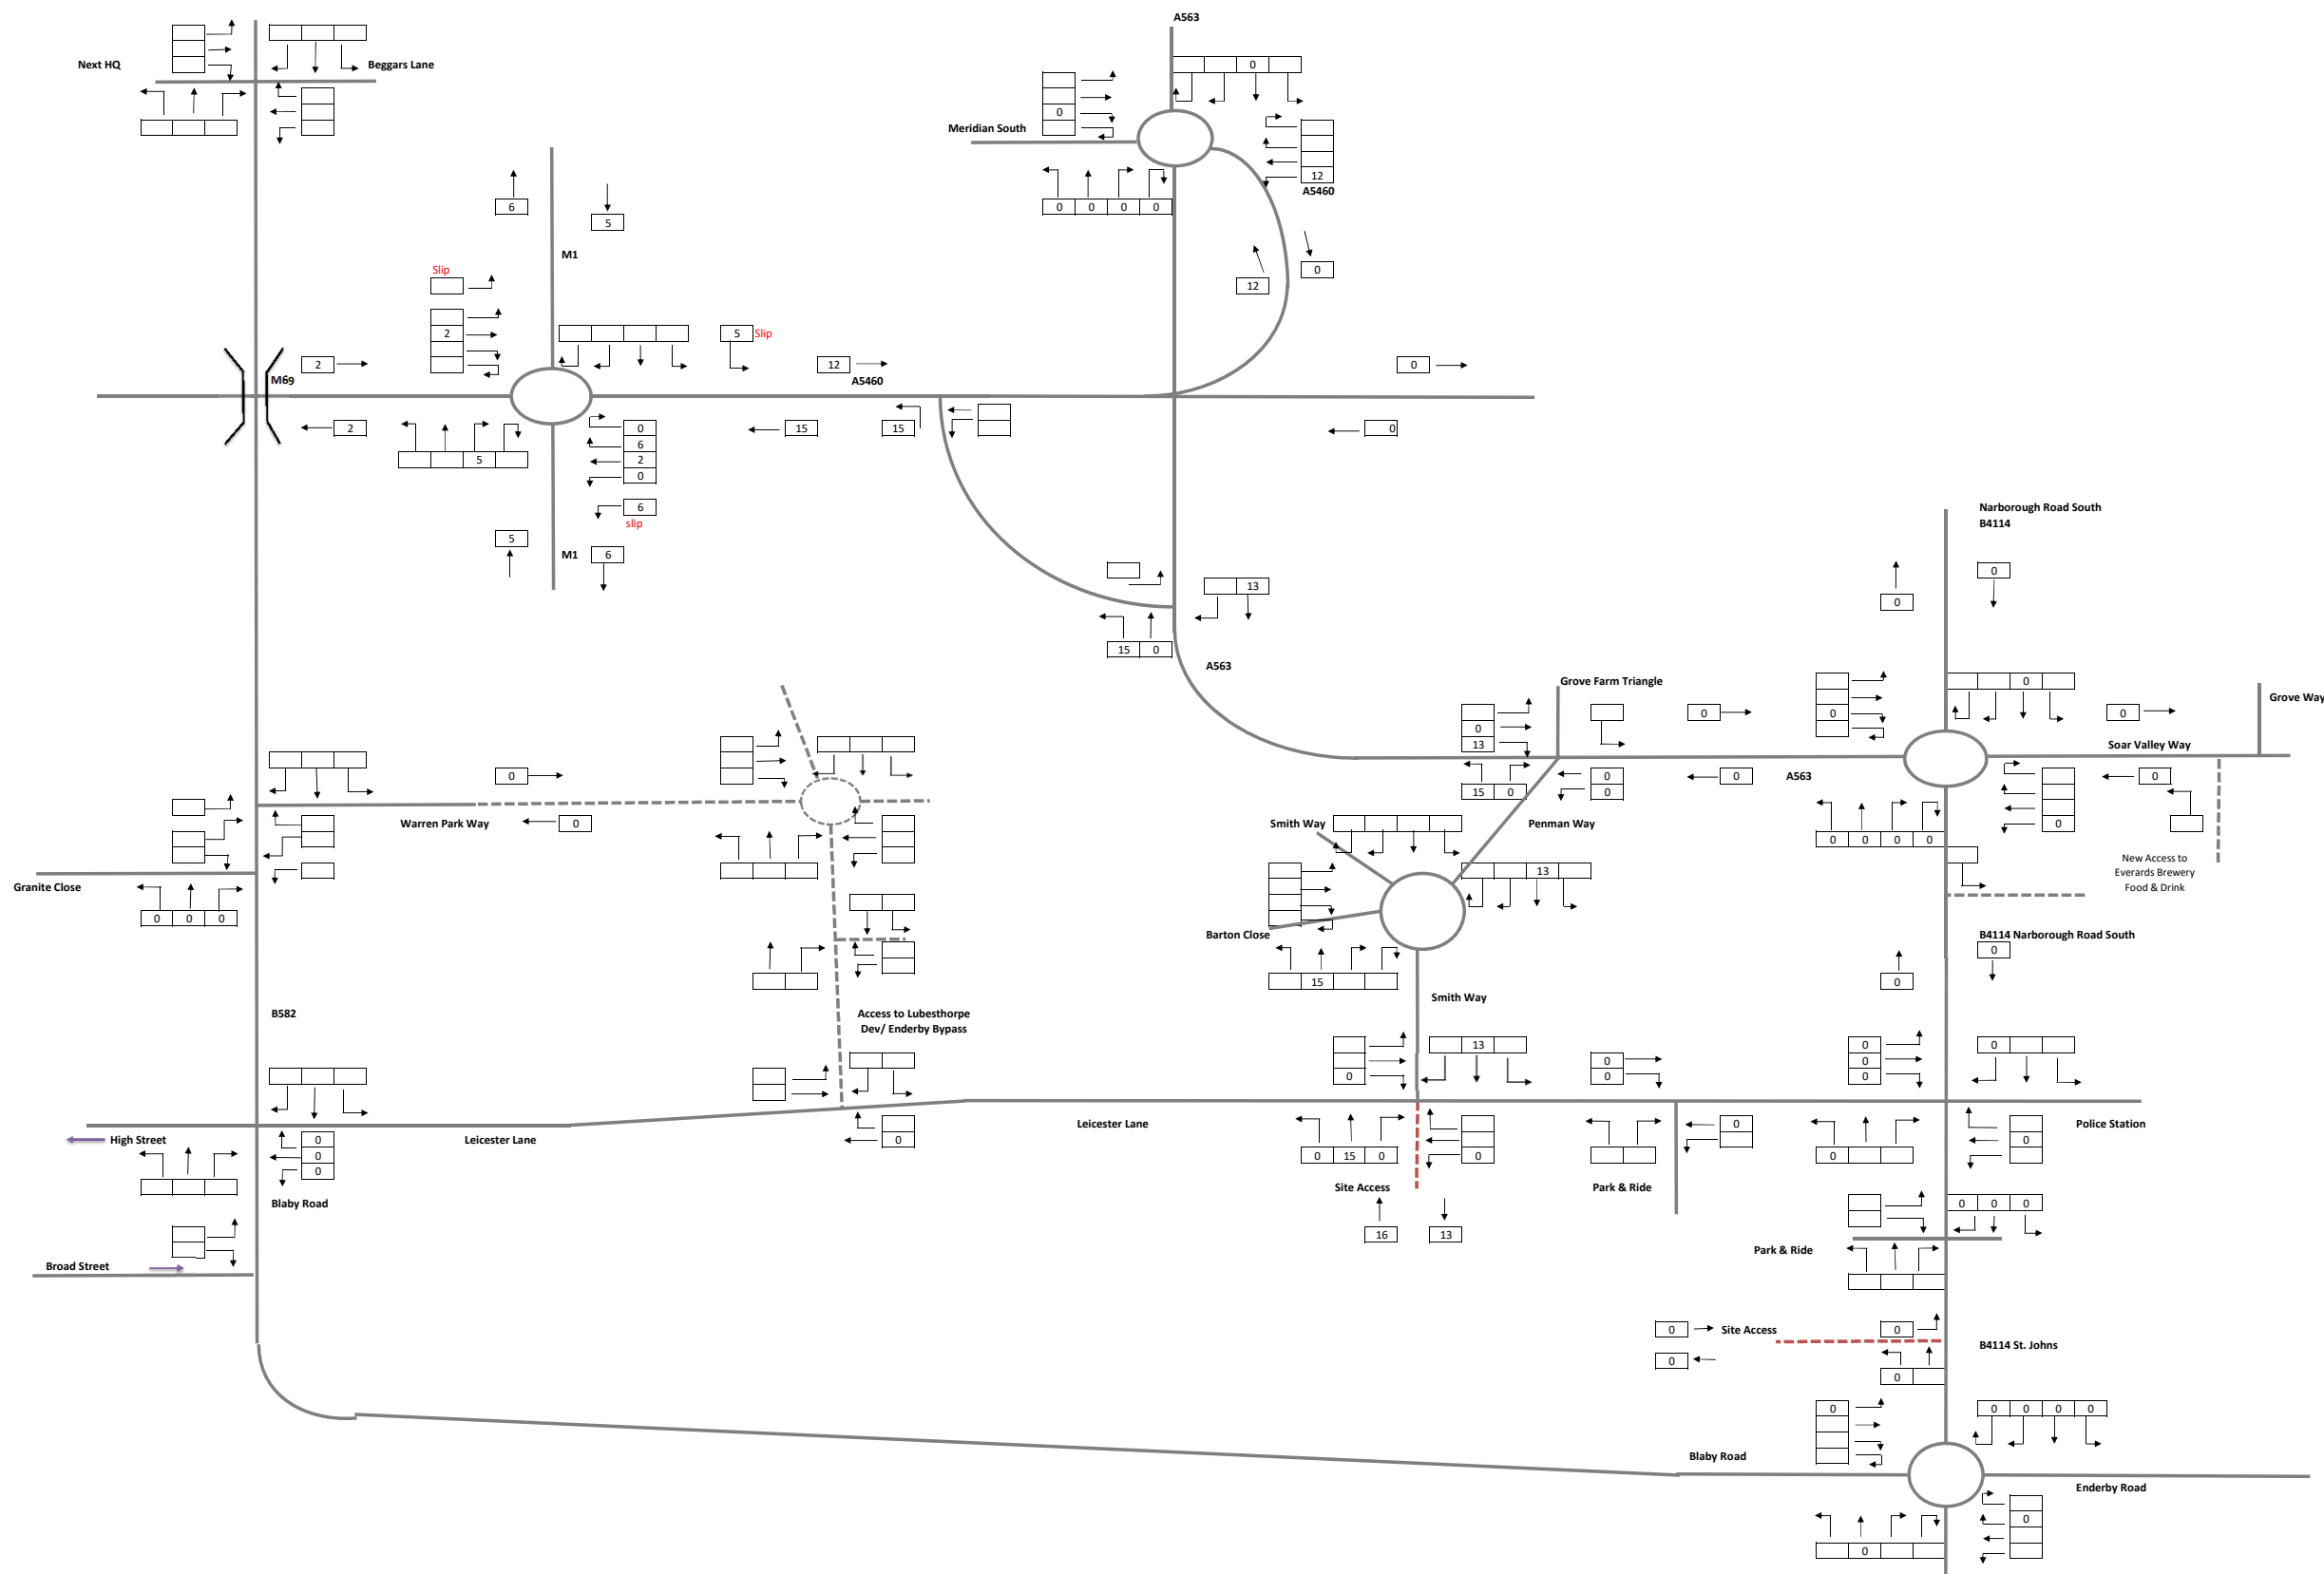 A563
Next HQ
Beggars Lane
0
0
Meridian South
12
A5460
6
5
0
0
0
0
M1
Slip
0
12
2
5
Slip
2
12
0
M69
A5460
2
0
6
2
0
15
15
0
5
6
slip
Narborough Road South
B4114
5
M1
6
0
0
13
15
0
A563
Grove Farm Triangle
Grove Way
0
0
13
0
0
0
0
Soar Valley Way
0
15
0
0
0
0
A563
0
Warren Park Way
0
Smith Way
Penman Way
0
0
0
0
0
New Access to
Everards Brewery
Food & Drink
13
Granite Close
0
0
0
Barton Close
B4114 Narborough Road South
0
15
0
Smith Way
B582
Access to Lubesthorpe
Dev/ Enderby Bypass
13
0
0
0
0
0
0
0
Leicester Lane
0
Police Station
High Street
0
0
0
Leicester Lane
0
0
15
0
0
0
0
Site Access
Park & Ride
Blaby Road
0
0
0
16
13
Park & Ride
Broad Street
0
Site Access
0
B4114 St. Johns
0
0
0
0
0
0
0
Blaby Road
Enderby Road
0
0